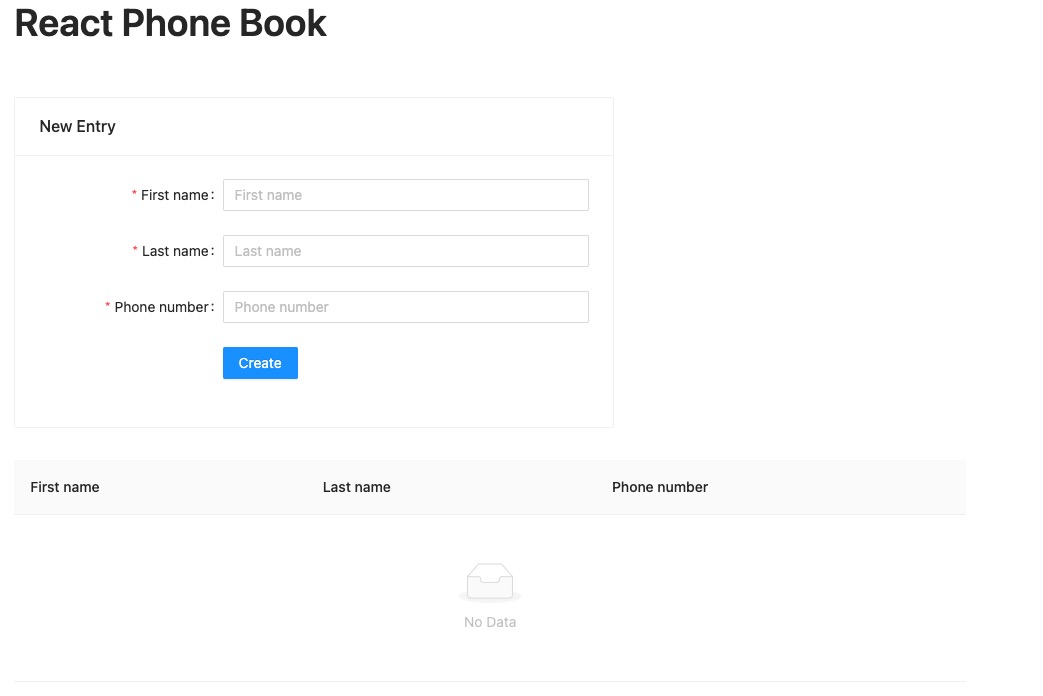 React Phone Book
New Entry
* First name: First name
* Last name: Last name
* Phone number: Phone number
Create
First name Last name Phone number
No Data